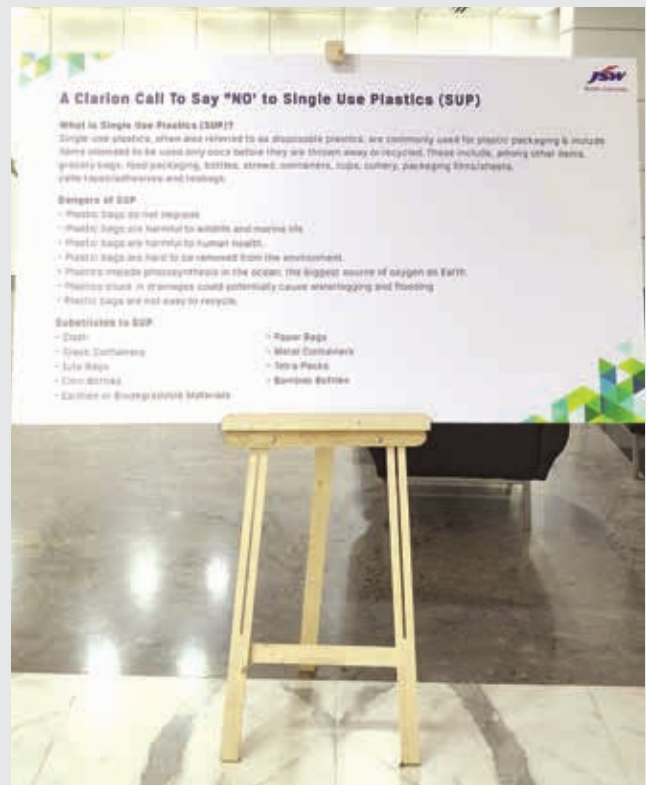 JSW
A Clarion Call To Say "NO' to Single Use Plastics (SUP)
What is Single Use Plastics (SUP)?
Single use plastics, often also referred to as disposable plastics, are commonly used for plastic packaging & include
items intended to be used only once before they are thrown away or recycled. These include, among other items,
grocery bags, food packaging, bottles, straws, containers, cups, cutlery, packaging films/sheets,
and teabags.
Dangers of SUP
- Plastic bags do not degrade
- Plastic bags are harmful to wildlife and marine life
- Plastic bags are harmful to human health.
- Plastic bags are hard to be removed from the environment.
- Plastics impede photosynthesis in the ocean, the biggest source of oxygen on Earth.
- Plastics stuck in drainages could potentially cause waterlogging and flooding
- Plastic bags are not easy to recycle.
Substitutes to SUP
- Cloth
- Glass Containers
- Jute Bags
- Bottles
- Earthen or Biodegradable Materials
- Paper Bags
- Metal Containers
- Tetra Packs
- Bamboo Bottles